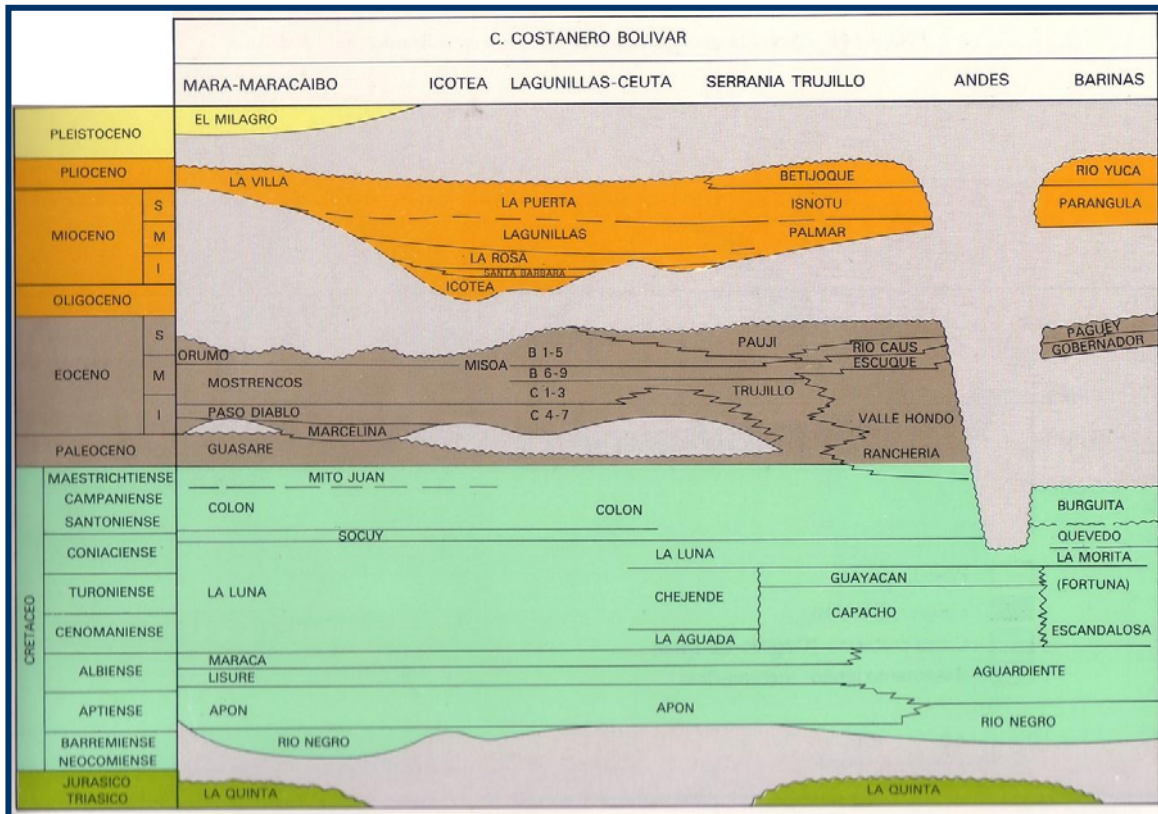 C. COSTANERO BOLIVAR
MARA-MARACAIBO ICOTEA LAGUNILLAS-CEUTA SERRANIA TRUJILLO ANDES BARINAS
PLEISTOCENO EL MILAGRO
PLIOCENO LA VILLA BETIJOQUE RIO YUCA
MIOCENO
S LA PUERTA ISNOTU PARANGULA
M LAGUNILLAS PALMAR
I LA ROSA
SANTA BARBARA
ICOTEA
OLIGOCENO
EOCENO
S PAUJI PAGUEY
ORUMO MISOA B 1-5 RIO CAUS GOBERNADOR
ESCUQUE
M MOSTRENCOS B 6-9 TRUJILLO
C 1-3
I PASO DIABLO C 4-7 VALLE HONDO
MARCELINA
PALEOCENO GUASARE RANCHERIA
CRETACEO
MAESTRICHTIENSE MITO JUAN
CAMPANIENSE COLON COLON BURGUITA
SANTONIENSE
SOCUY QUEVEDO
CONIACIENSE LA LUNA LA MORITA
TURONIENSE LA LUNA CHEJENDE GUAYACAN (FORTUNA)
CAPACHO
CENOMANIENSE LA AGUADA ESCANDALOSA
ALBIENSE MARACA AGUARDIENTE
LISURE
APTIENSE APON APON RIO NEGRO
BARREMIENSE RIO NEGRO
NEOCOMIENSE
JURASICO LA QUINTA LA QUINTA
TRIASICO